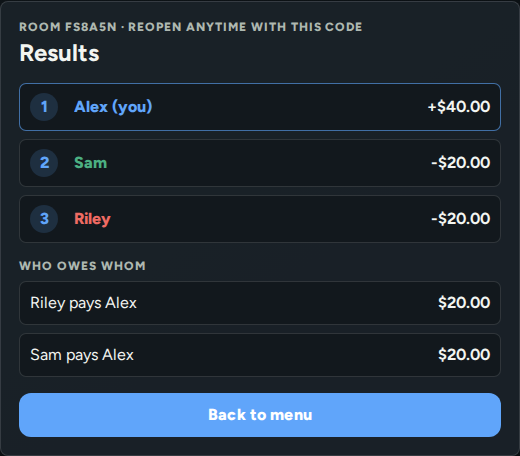 ROOM FS8A5N · REOPEN ANYTIME WITH THIS CODE
Results
1 Alex (you) +$40.00
2 Sam -$20.00
3 Riley -$20.00
WHO OWES WHOM
Riley pays Alex $20.00
Sam pays Alex $20.00
Back to menu